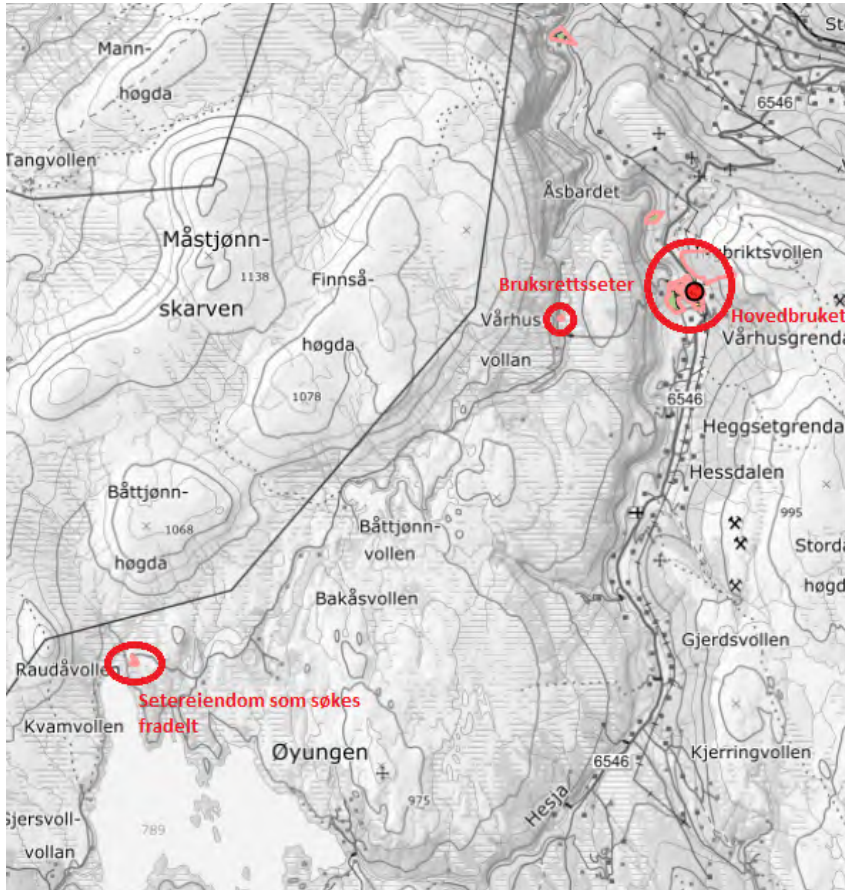 Mann-
høgda
Tangvollen
Åsbardet
6546
Måstjønn-
skarven
1138
Finnså-
høgda
1078
Bruksrettsseter
Vårhus
vollan
briktsvollen
Hovedbruket
Vårhusgrenda
6546
Heggsetgrenda
Hessdalen
995
Båttjønn-
høgda
1068
Båttjønn-
vollen
Bakåsvollen
Raudåvollen
Setereiendom som søkes
fradelt
Kvamvollen
Øyungen
Gjerdsvollen
Kjerringvollen
6546
Hesja
975
789
vollan